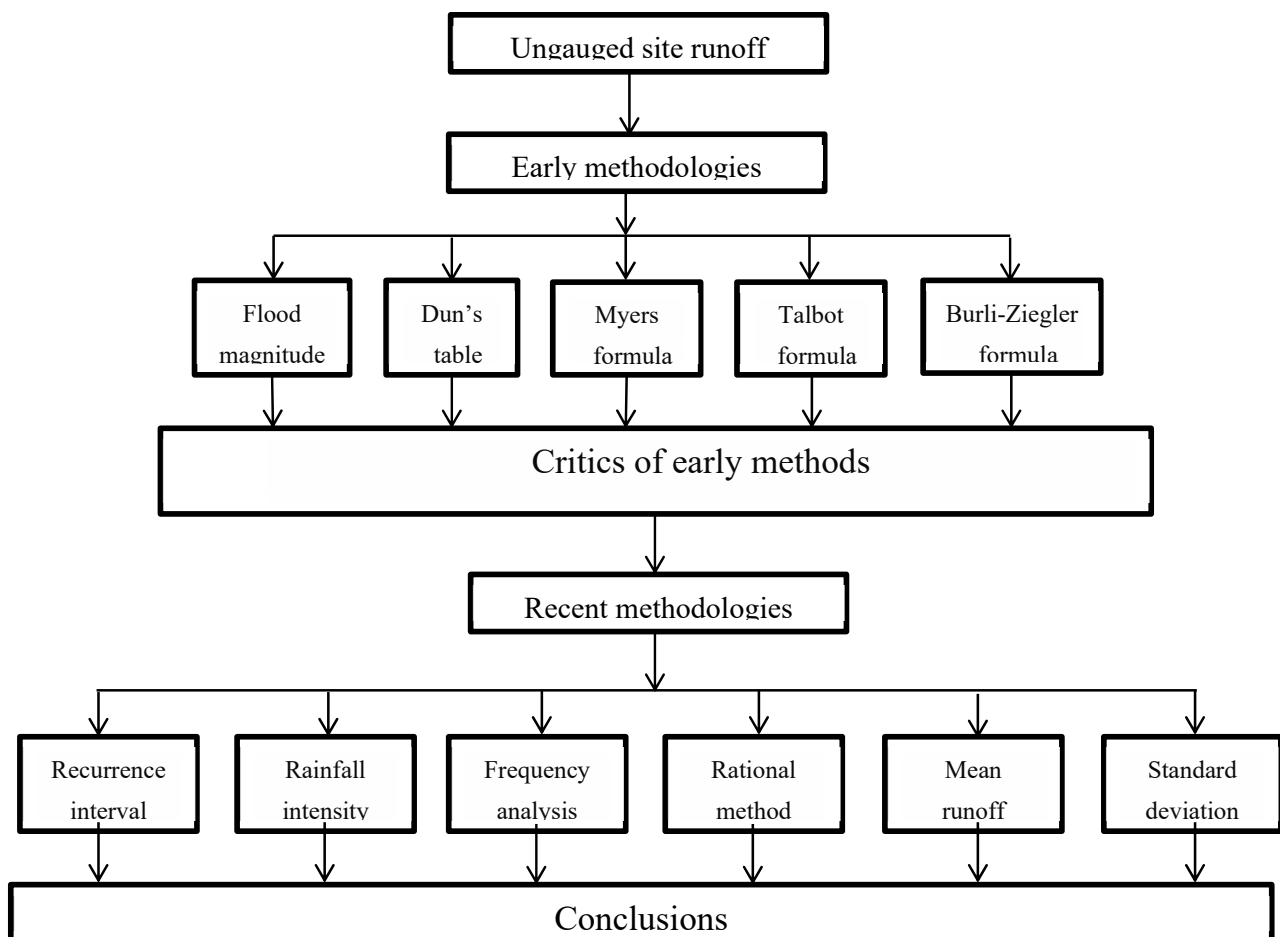 Ungauged site runoff
Early methodologies
Flood
magnitude
Dun’s
table
Myers
formula
Talbot
formula
Burli-Ziegler
formula
Critics of early methods
Recent methodologies
Recurrence
interval
Rainfall
intensity
Frequency
analysis
Rational
method
Mean
runoff
Standard
deviation
Conclusions